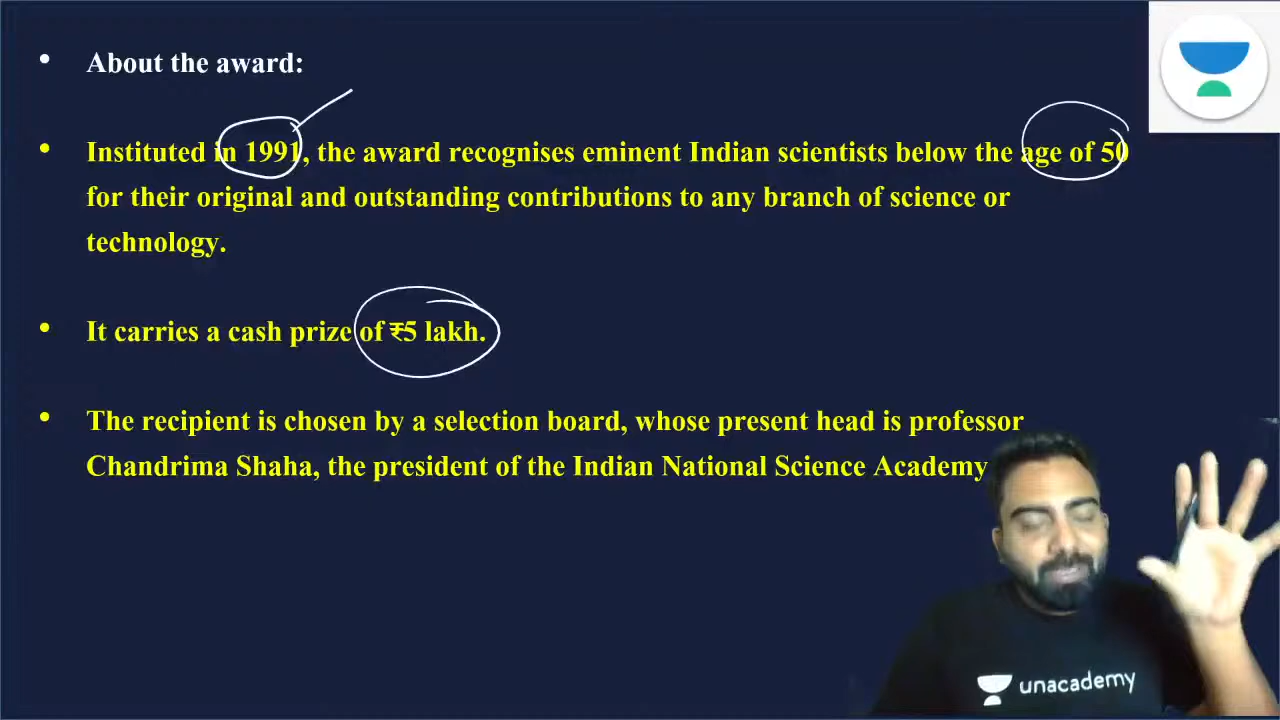 About the award:
Instituted in 1991, the award recognises eminent Indian scientists below the age of 50
for their original and outstanding contributions to any branch of science or
technology.
It carries a cash prize of ₹5 lakh.
The recipient is chosen by a selection board, whose present head is professor
Chandrima Shaha, the president of the Indian National Science Academy
unacademy